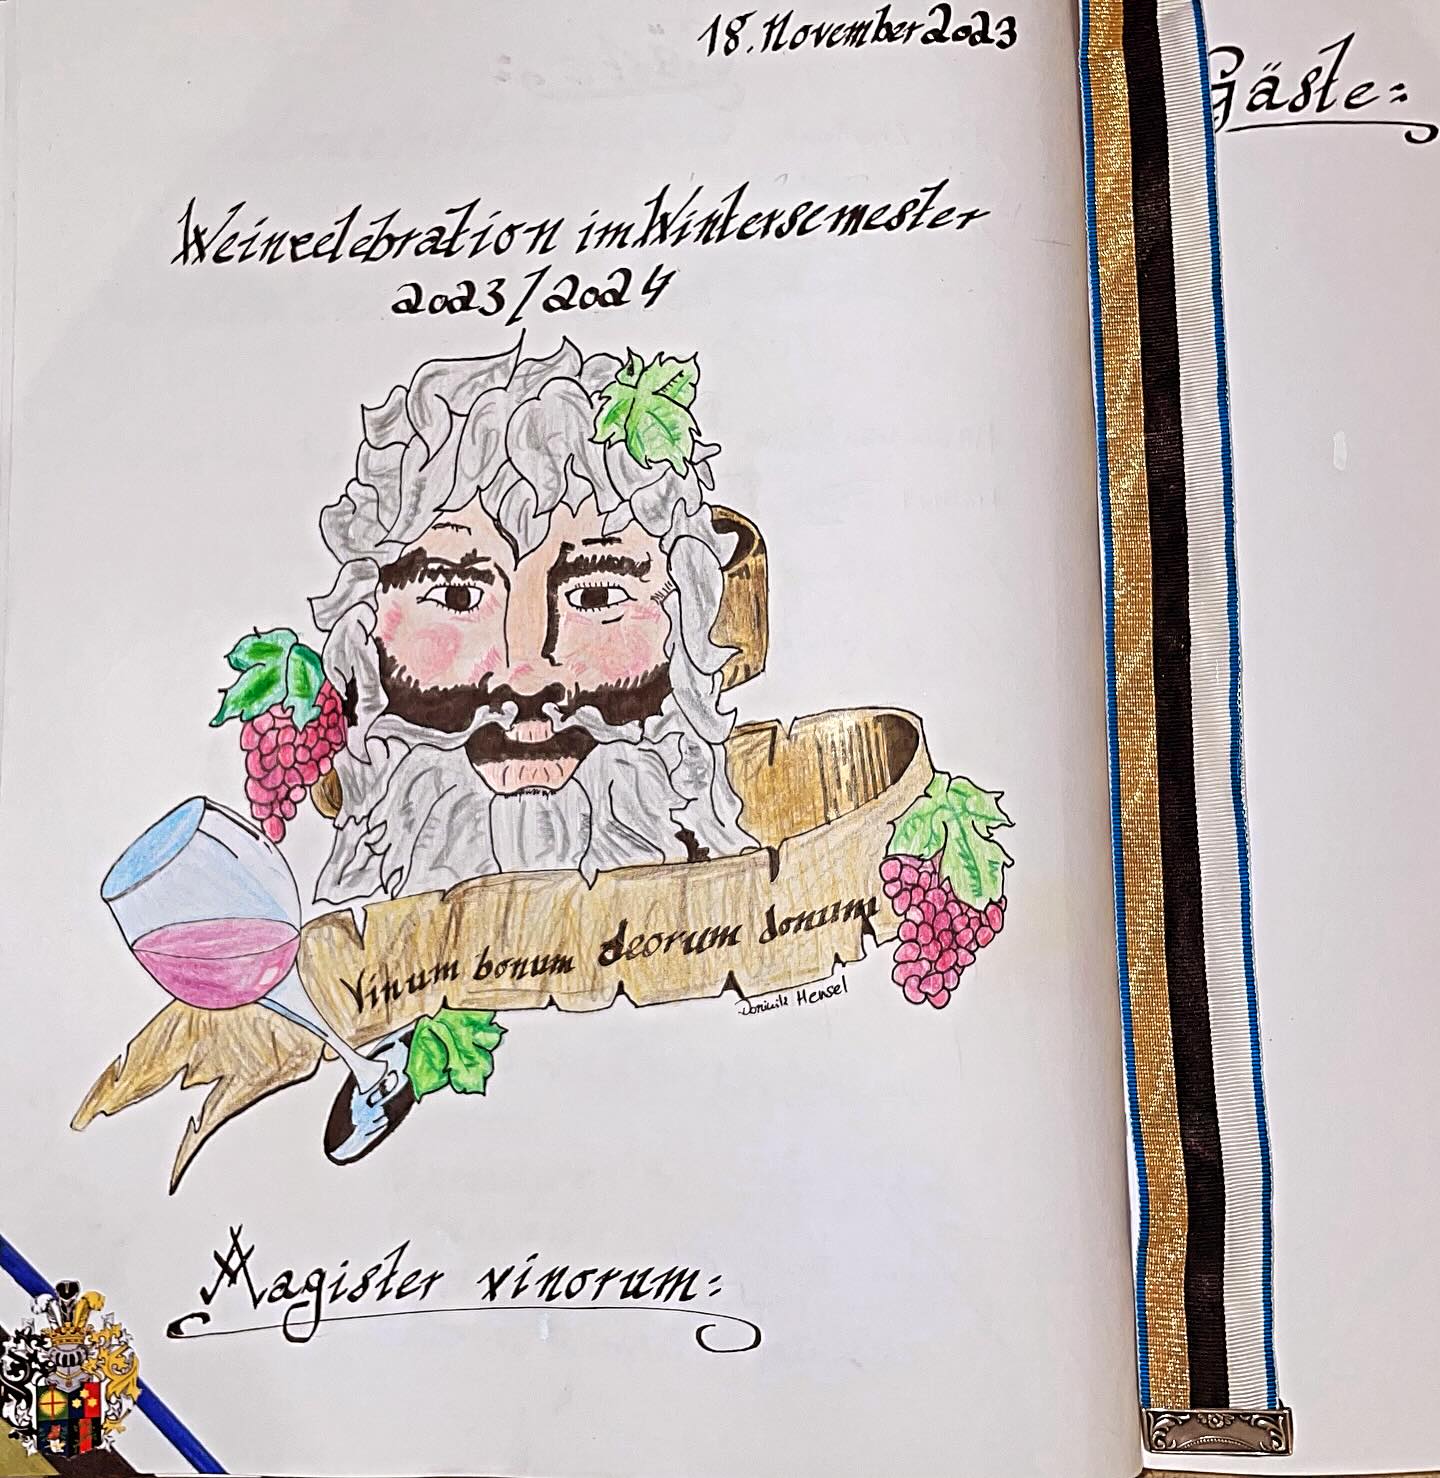 18. November 2023
Gäste:
Weincelebration im Wintersemester
2023/2024
Vinum bonum deorum donum
Dominik Hensel
Magister vinorum: